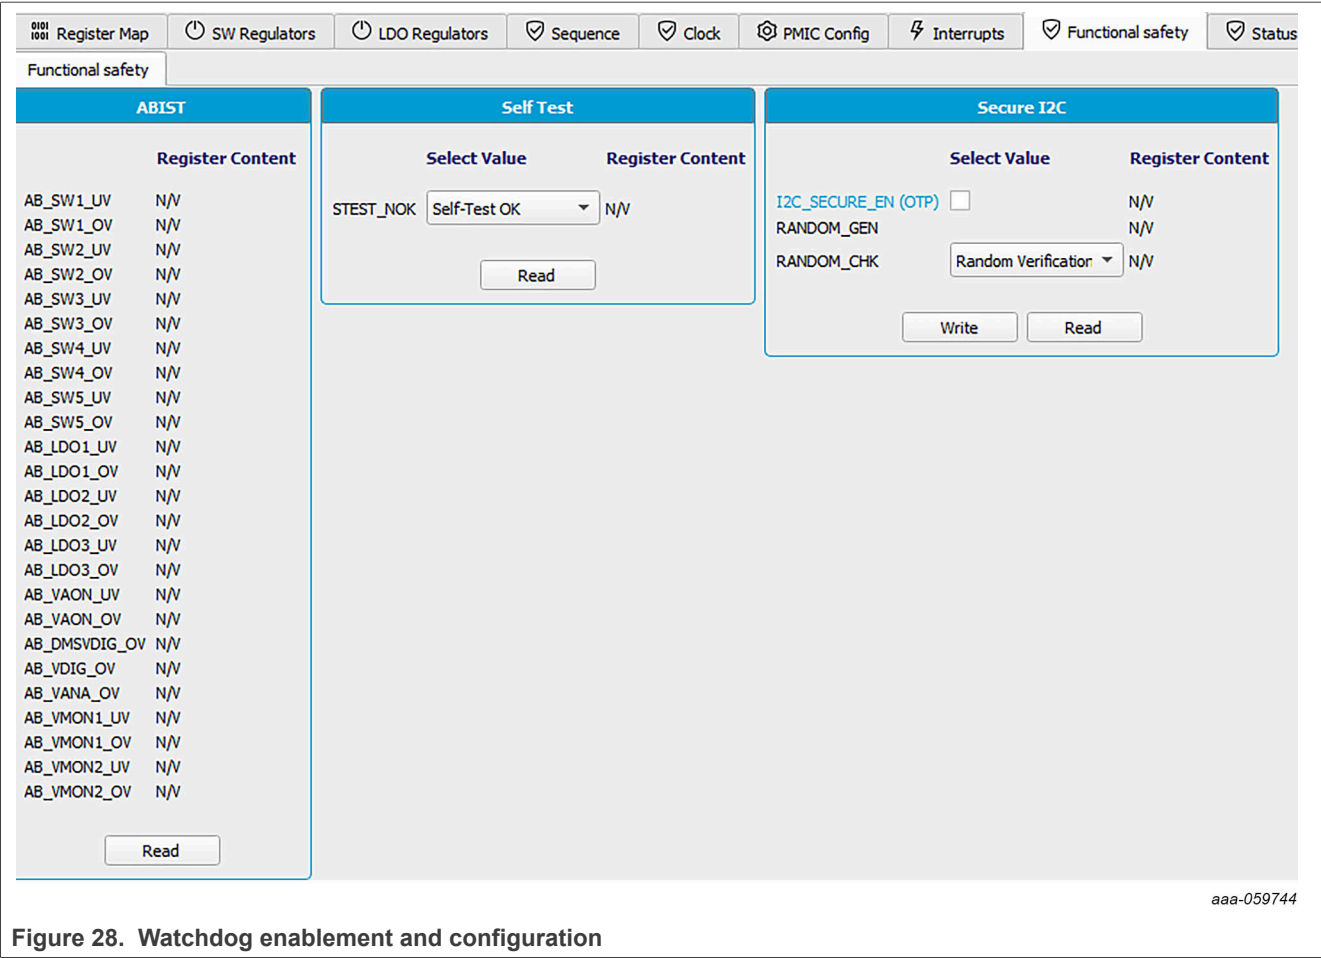 Register Map SW Regulators LDO Regulators Sequence Clock PMIC Config Interrupts Functional safety Status
Functional safety
ABIST
Register Content
AB_SW1_UV N/V
AB_SW1_OV N/V
AB_SW2_UV N/V
AB_SW2_OV N/V
AB_SW3_UV N/V
AB_SW3_OV N/V
AB_SW4_UV N/V
AB_SW4_OV N/V
AB_SW5_UV N/V
AB_SW5_OV N/V
AB_LDO1_UV N/V
AB_LDO1_OV N/V
AB_LDO2_UV N/V
AB_LDO2_OV N/V
AB_LDO3_UV N/V
AB_LDO3_OV N/V
AB_VAON_UV N/V
AB_VAON_OV N/V
AB_DMSVDIG_OV N/V
AB_VDIG_OV N/V
AB_VANA_OV N/V
AB_VMON1_UV N/V
AB_VMON1_OV N/V
AB_VMON2_UV N/V
AB_VMON2_OV N/V
Read
Self Test
Select Value Register Content
STEST_NOK Self-Test OK N/V
Read
Secure I2C
Select Value Register Content
I2C_SECURE_EN (OTP) N/V
RANDOM_GEN N/V
RANDOM_CHK Random Verification N/V
Write Read
aaa-059744
Figure 28. Watchdog enablement and configuration